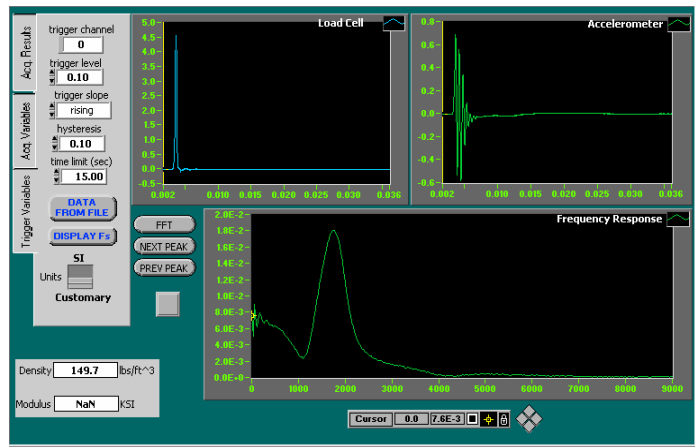 Acq. Results
Acq. Variables
Trigger Variables
trigger channel
0
trigger level
0.10
trigger slope
rising
hysteresis
0.10
time limit (sec)
15.00
DATA
FROM FILE
DISPLAY Fs
SI
Units
Customary
Load Cell
5.0
4.5
4.0
3.5
3.0
2.5
2.0
1.5
1.0
0.5
0.0
-0.5
0.002 0.010 0.015 0.020 0.025 0.030 0.036
Accelerometer
0.8
0.6
0.4
0.2
0.0
-0.2
-0.4
-0.6
0.002 0.010 0.015 0.020 0.025 0.030 0.036
FFT
NEXT PEAK
PREV PEAK
Frequency Response
2.0E-2
1.8E-2
1.6E-2
1.4E-2
1.2E-2
1.0E-2
8.0E-3
6.0E-3
4.0E-3
2.0E-3
0.0E+0
0 1000 2000 3000 4000 5000 6000 7000 8000 9000
Density 149.7 lbs/ft^3
Modulus NaN KSI
Cursor 0.0 7.6E-3